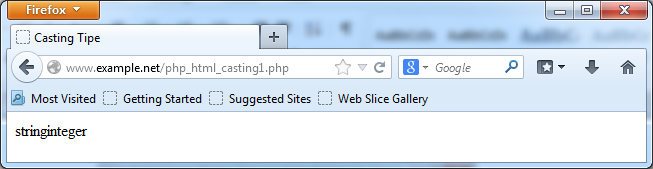 Firefox
Casting Tipe
www.example.net/php_html_casting1.php
Google
Most Visited Getting Started Suggested Sites Web Slice Gallery
stringinteger